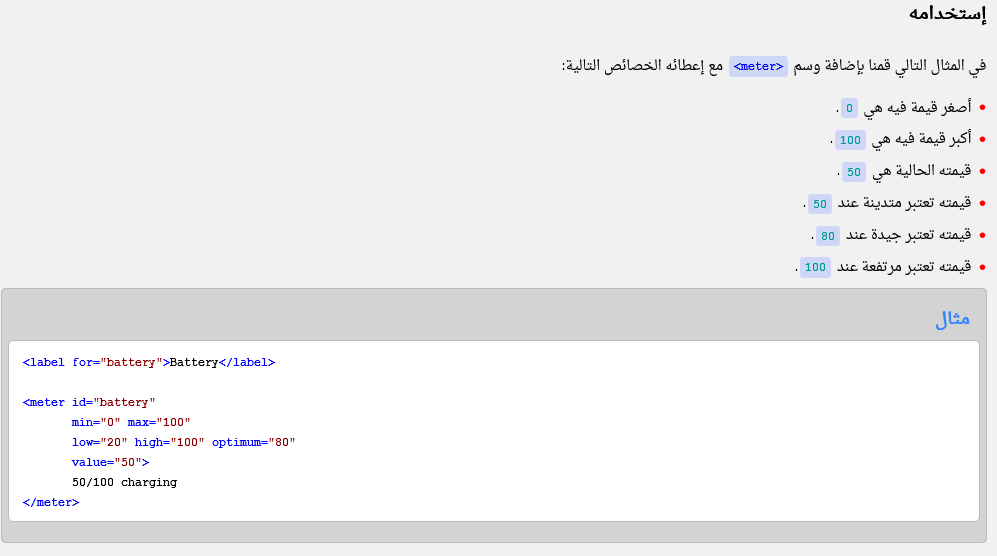 إستخدامه
في المثال التالي قمنا بإضافة وسم <meter> مع إعطائه الخصائص التالية:
• أصغر قيمة فيه هي 0.
• أكبر قيمة فيه هي 100.
• قيمته الحالية هي 50.
• قيمته تعتبر متدينة عند 50.
• قيمته تعتبر جيدة عند 80.
• قيمته تعتبر مرتفعة عند 100.
مثال
<label for="battery">Battery</label>
<meter id="battery"
min="0" max="100"
low="20" high="100" optimum="80"
value="50">
50/100 charging
</meter>